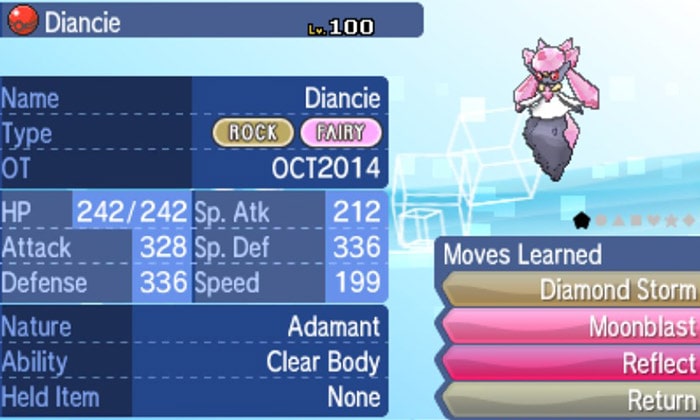 Diancie Lv.100
Name Diancie
Type ROCK FAIRY
OT OCT2014
HP 242/242 Sp. Atk 212
Attack 328 Sp. Def 336
Defense 336 Speed 199
Nature Adamant
Ability Clear Body
Held Item None
Moves Learned
Diamond Storm
Moonblast
Reflect
Return